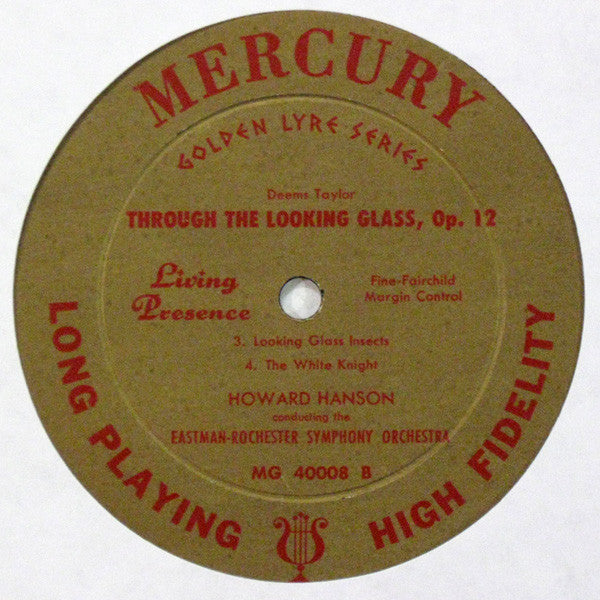 MERCURY
GOLDEN LYRE SERIES
Deems Taylor
THROUGH THE LOOKING GLASS, Op. 12
Living
Presence
Fine-Fairchild
Margin Control
3. Looking Glass Insects
4. The White Knight
HOWARD HANSON
conducting the
EASTMAN-ROCHESTER SYMPHONY ORCHESTRA
MG 40008 B
LONG PLAYING
HIGH FIDELITY